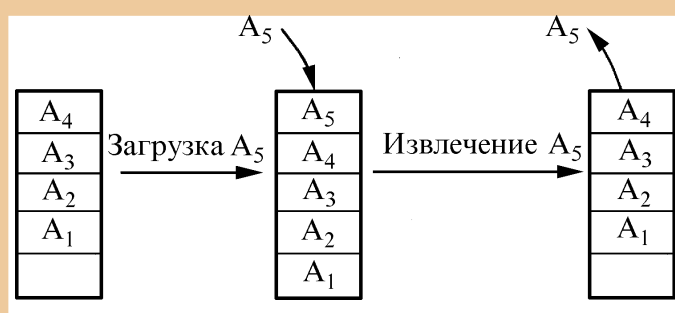 A5 A5
A4 A5 A4
A3 Загрузка A5 A4 Извлечение A5 A3
A2 A3 A2
A1 A2 A1
A1